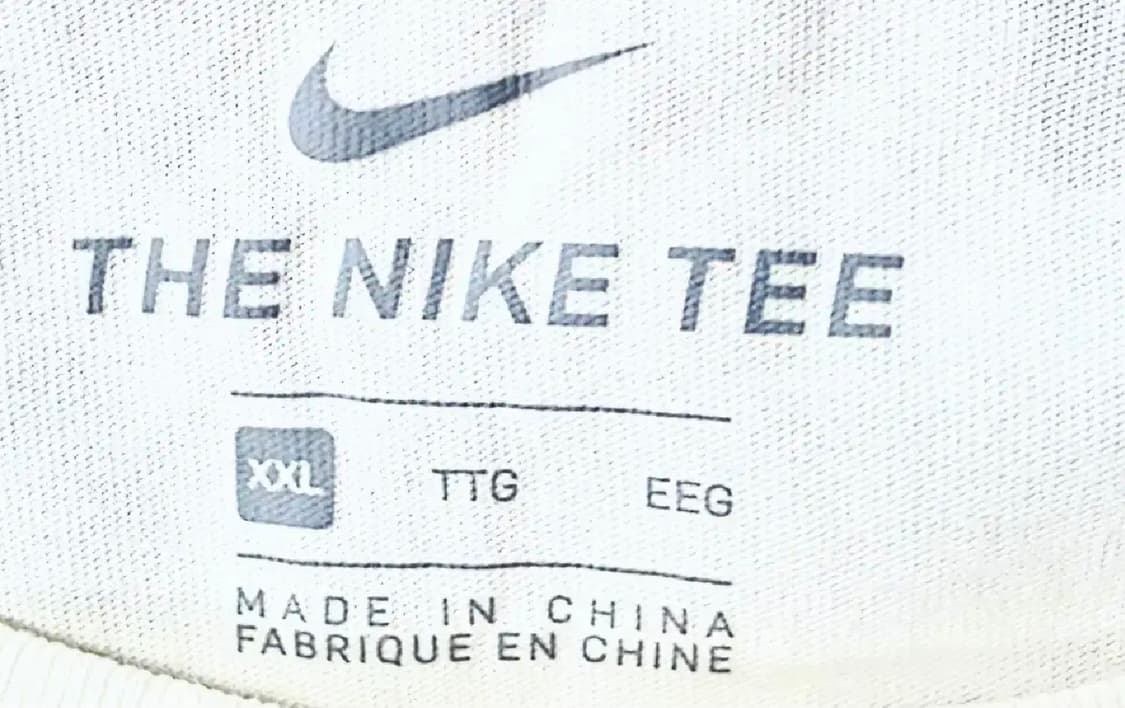 THE NIKE TEE
XXL TTG EEG
MADE IN CHINA
FABRIQUE EN CHINE